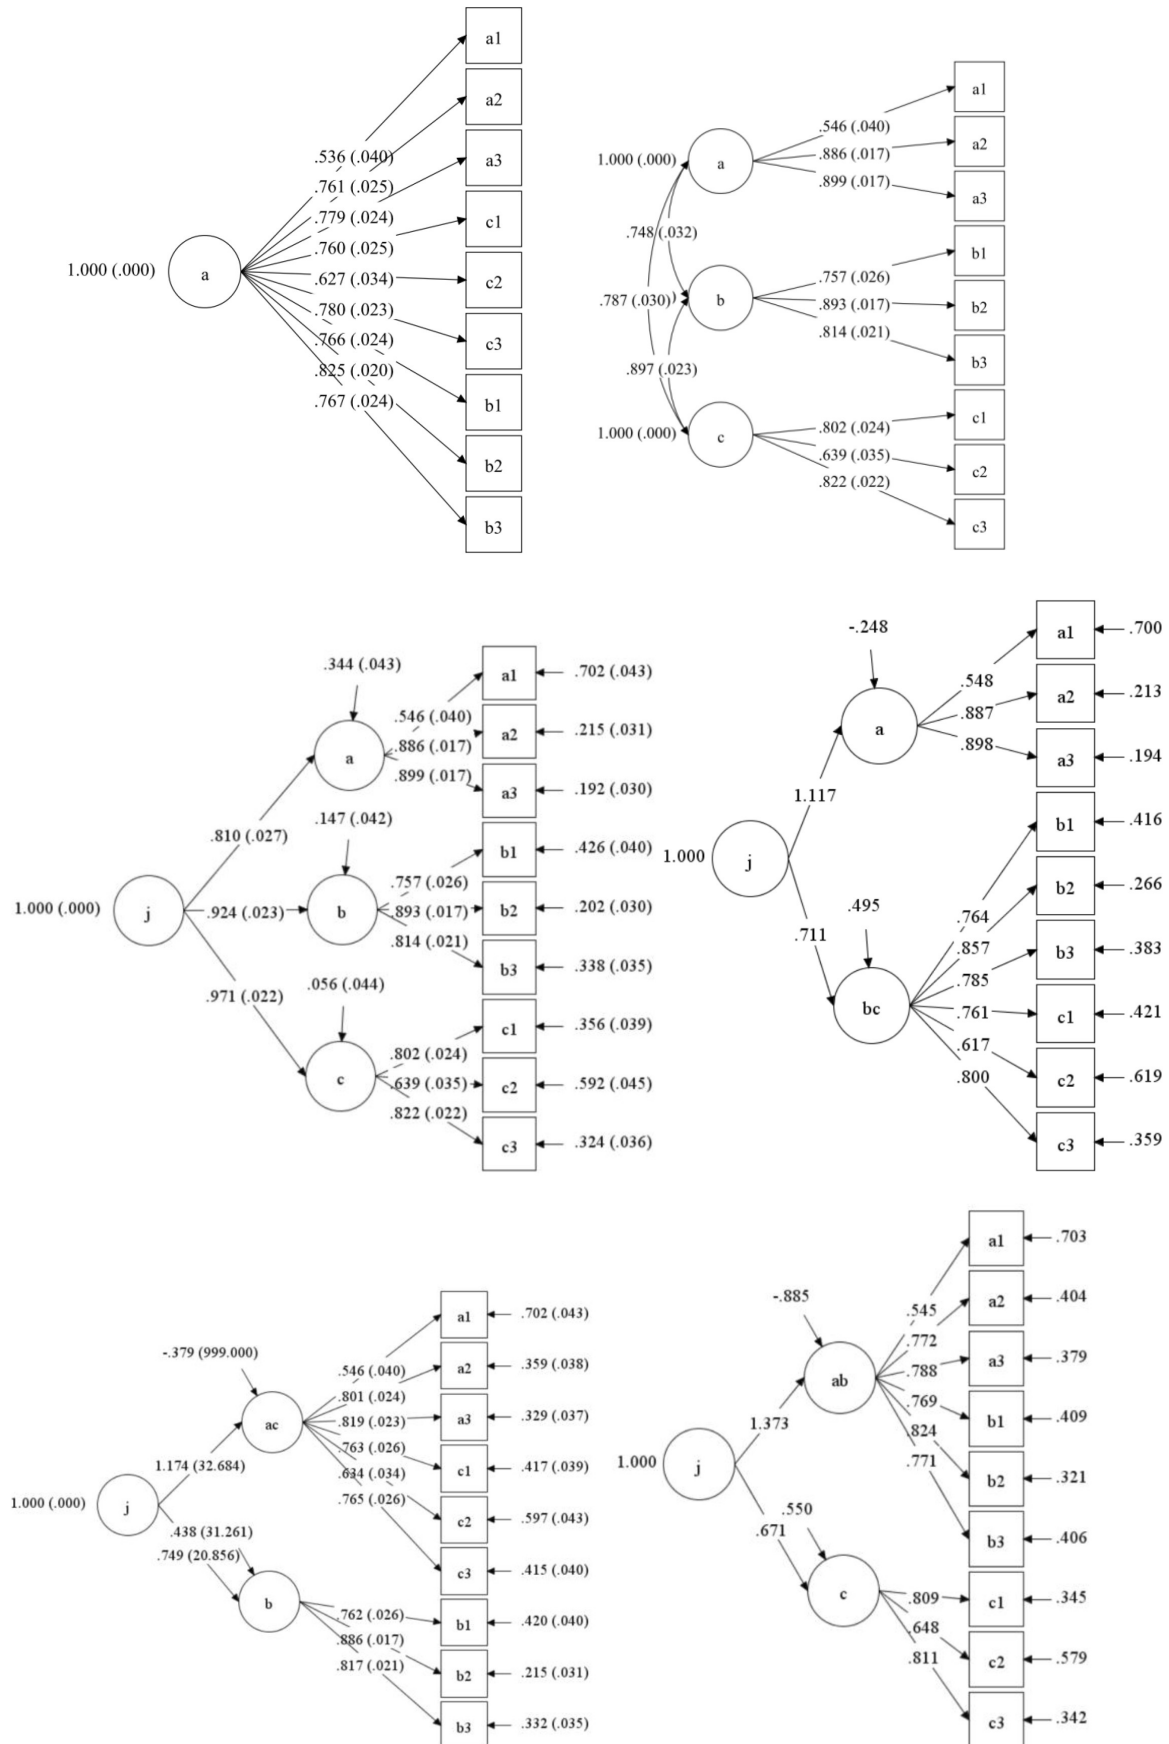 a1
a2
a3
c1
c2
c3
b1
b2
b3
.536 (.040)
.761 (.025)
.779 (.024)
.760 (.025)
.627 (.034)
.780 (.023)
.766 (.024)
.825 (.020)
.767 (.024)
1.000 (.000)
a
a1
a2
a3
b1
b2
b3
c1
c2
c3
.546 (.040)
.886 (.017)
.899 (.017)
1.000 (.000)
a
.748 (.032)
.757 (.026)
.893 (.017)
.814 (.021)
b
.787 (.030)
.897 (.023)
.802 (.024)
.639 (.035)
.822 (.022)
1.000 (.000)
c
.344 (.043)
a
.546 (.040)
.886 (.017)
.899 (.017)
a1
a2
a3
.702 (.043)
.215 (.031)
.192 (.030)
.810 (.027)
.147 (.042)
1.000 (.000)
j
.924 (.023)
b
.757 (.026)
.893 (.017)
.814 (.021)
b1
b2
b3
.426 (.040)
.202 (.030)
.338 (.035)
.971 (.022)
.056 (.044)
c
.802 (.024)
.639 (.035)
.822 (.022)
c1
c2
c3
.356 (.039)
.592 (.045)
.324 (.036)
-.248
a
.548
.887
.898
a1
a2
a3
.700
.213
.194
1.117
1.000
j
.711
.495
bc
.764
.857
.785
.761
.617
.800
b1
b2
b3
c1
c2
c3
.416
.266
.383
.421
.619
.359
-.379 (999.000)
ac
.546 (.040)
.801 (.024)
.819 (.023)
.763 (.026)
.634 (.034)
.765 (.026)
a1
a2
a3
c1
c2
c3
.702 (.043)
.359 (.038)
.329 (.037)
.417 (.039)
.597 (.043)
.415 (.040)
1.174 (32.684)
1.000 (.000)
j
.438 (31.261)
.749 (20.856)
b
.762 (.026)
.886 (.017)
.817 (.021)
b1
b2
b3
.420 (.040)
.215 (.031)
.332 (.035)
-.885
ab
.545
.772
.788
.769
.824
.771
a1
a2
a3
b1
b2
b3
.703
.404
.379
.409
.321
.406
1.373
1.000
j
.550
.671
c
.809
.648
.811
c1
c2
c3
.345
.579
.342